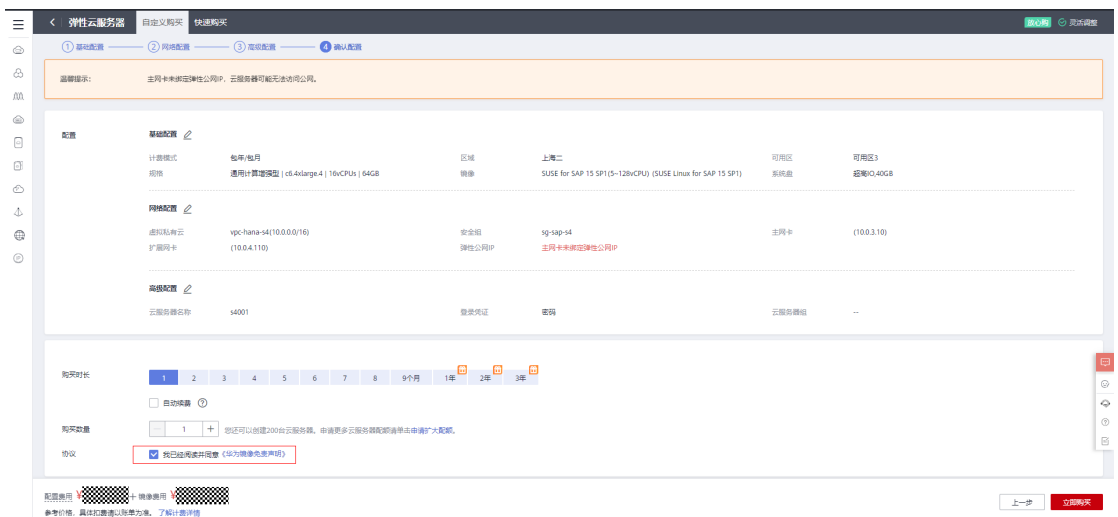 弹性云服务器 自定义购买 快速购买 放心购 灵活调整
1 基础配置 2 网络配置 3 高级配置 4 确认配置
温馨提示： 主网卡未绑定弹性公网IP，云服务器可能无法访问公网。
配置 基础配置
计费模式 包年/包月 区域 上海二 可用区 可用区3
规格 通用计算增强型 | c6.4xlarge.4 | 16vCPUs | 64GB 镜像 SUSE for SAP 15 SP1(5~128vCPU) (SUSE Linux for SAP 15 SP1) 系统盘 超高IO,40GB
网络配置
虚拟私有云 vpc-hana-s4(10.0.0.0/16) 安全组 sg-sap-s4 主网卡 (10.0.3.10)
扩展网卡 (10.0.4.110) 弹性公网IP 主网卡未绑定弹性公网IP
高级配置
云服务器名称 s4001 登录凭证 密码 云服务器组 --
购买时长 1 2 3 4 5 6 7 8 9个月 1年 2年 3年
自动续费
购买数量 1 + 您还可以创建200台云服务器。申请更多云服务器配额请单击申请扩大配额。
协议 我已经阅读并同意《华为镜像免责声明》
配置费用 ¥ + 镜像费用 ¥
参考价格，具体扣费请以账单为准。 了解计费详情
上一步 立即购买